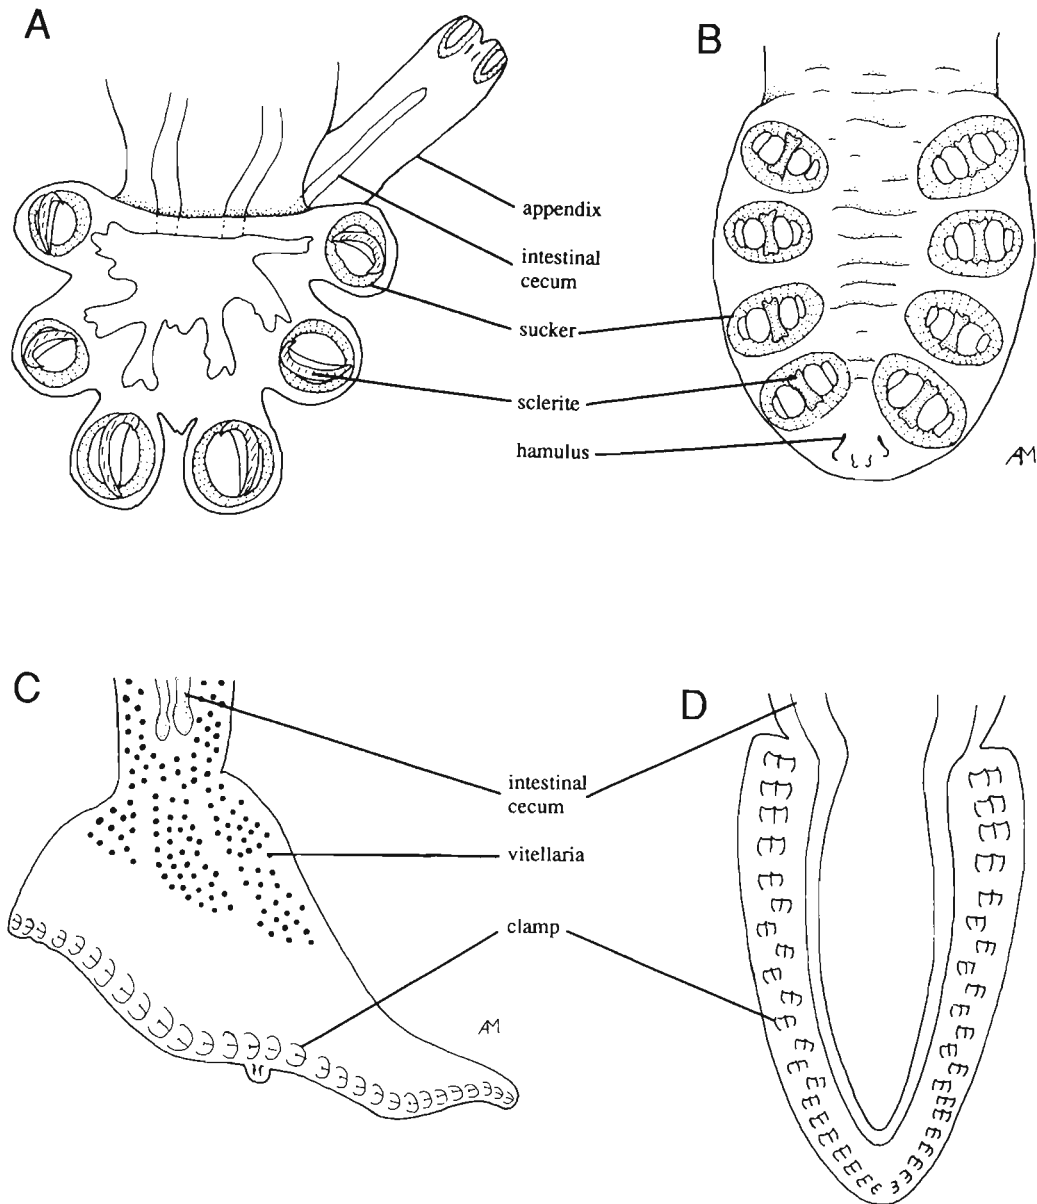 A
B
appendix
intestinal
cecum
sucker
sclerite
hamulus
AM
C
D
intestinal
cecum
vitellaria
clamp
AM